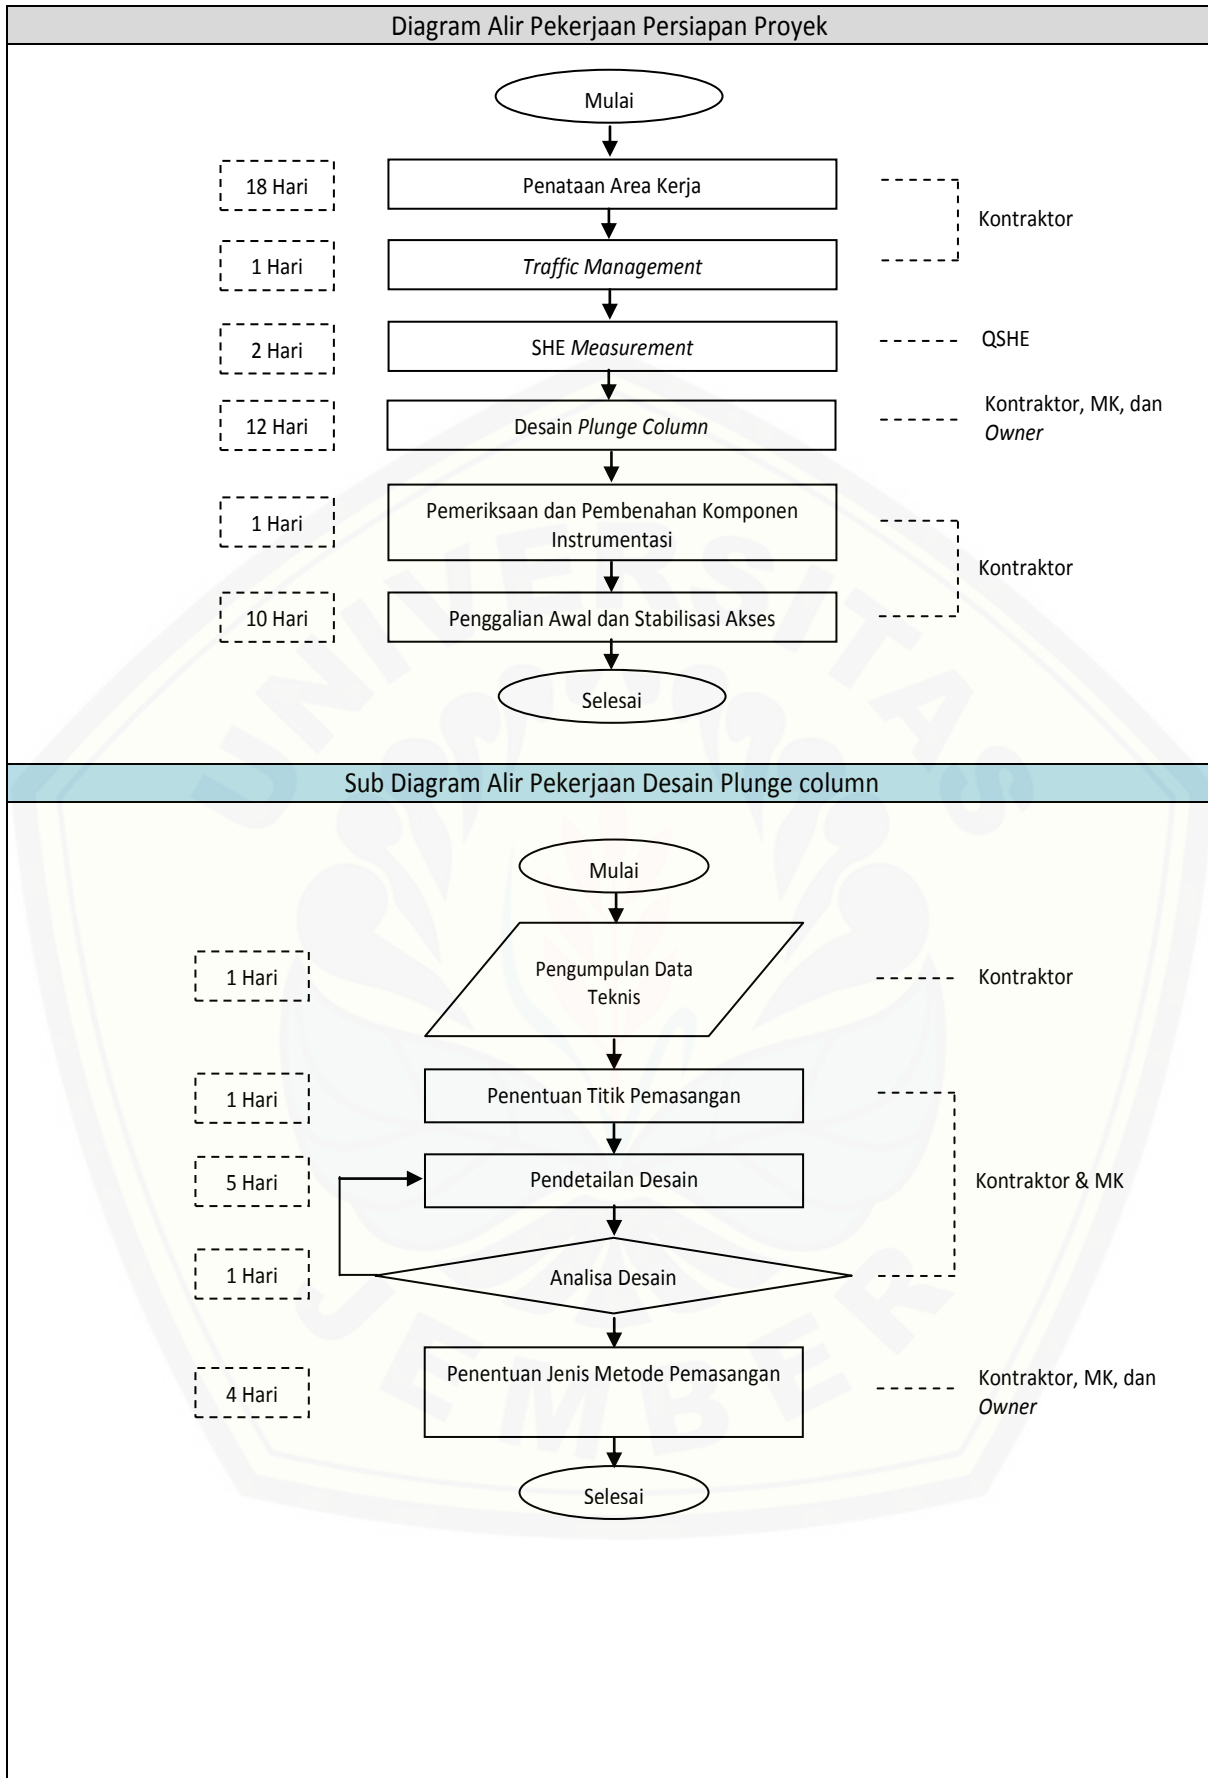 Diagram Alir Pekerjaan Persiapan Proyek
Mulai
18 Hari
Penataan Area Kerja
Kontraktor
1 Hari
Traffic Management
2 Hari
SHE Measurement
QSHE
12 Hari
Desain Plunge Column
Kontraktor, MK, dan
Owner
1 Hari
Pemeriksaan dan Pembenahan Komponen
Instrumentasi
Kontraktor
10 Hari
Penggalian Awal dan Stabilisasi Akses
Selesai
UNIVERSITAS
Sub Diagram Alir Pekerjaan Desain Plunge column
Mulai
1 Hari
Pengumpulan Data
Teknis
Kontraktor
1 Hari
Penentuan Titik Pemasangan
5 Hari
Pendetailan Desain
Kontraktor & MK
1 Hari
Analisa Desain
4 Hari
Penentuan Jenis Metode Pemasangan
Kontraktor, MK, dan
Owner
Selesai
JEMBER